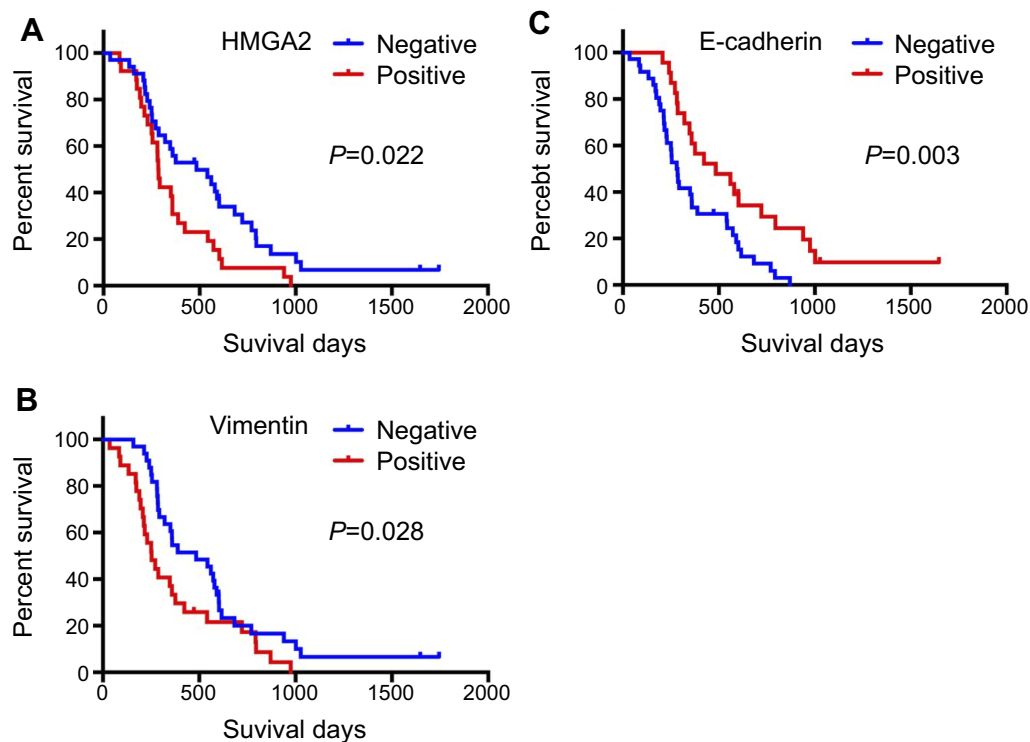 A
HMGA2
Negative
Positive
P=0.022
Percent survival
100
80
60
40
20
0
0 500 1000 1500 2000
Suvival days
C
E-cadherin
Negative
Positive
P=0.003
Percebt survival
100
80
60
40
20
0
0 500 1000 1500 2000
Suvival days
B
Vimentin
Negative
Positive
P=0.028
Percent survival
100
80
60
40
20
0
0 500 1000 1500 2000
Suvival days